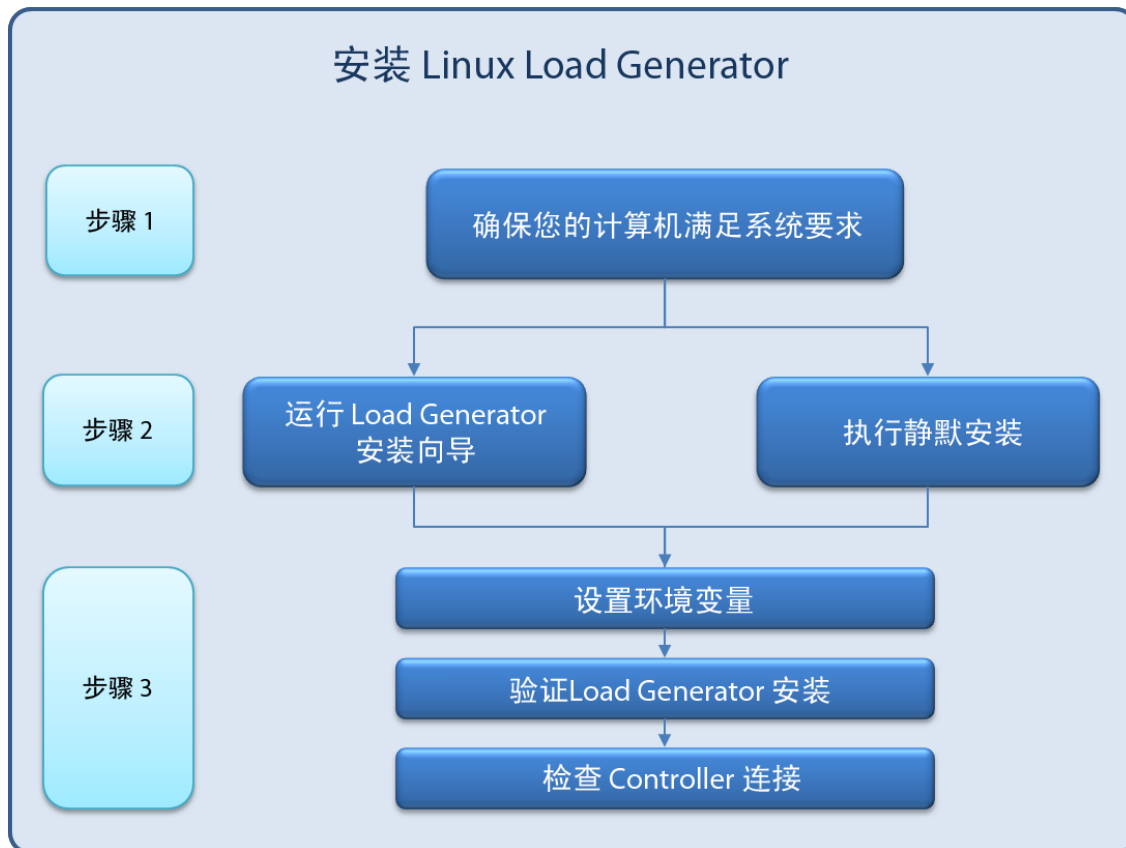 安装 Linux Load Generator
步骤 1
确保您的计算机满足系统要求
步骤 2
运行 Load Generator
安装向导
执行静默安装
步骤 3
设置环境变量
验证Load Generator 安装
检查 Controller 连接